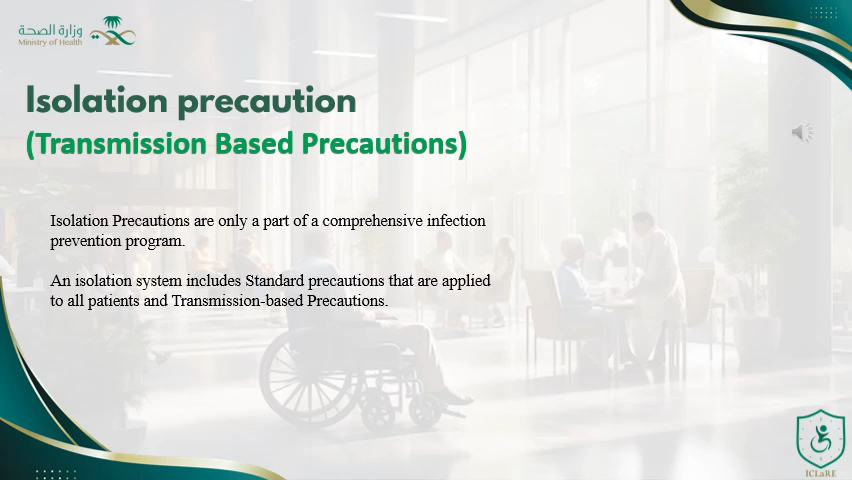 وزارة الصحة
Ministry of Health
Isolation precaution
(Transmission Based Precautions)
Isolation Precautions are only a part of a comprehensive infection
prevention program.
An isolation system includes Standard precautions that are applied
to all patients and Transmission-based Precautions.
ICLaRE